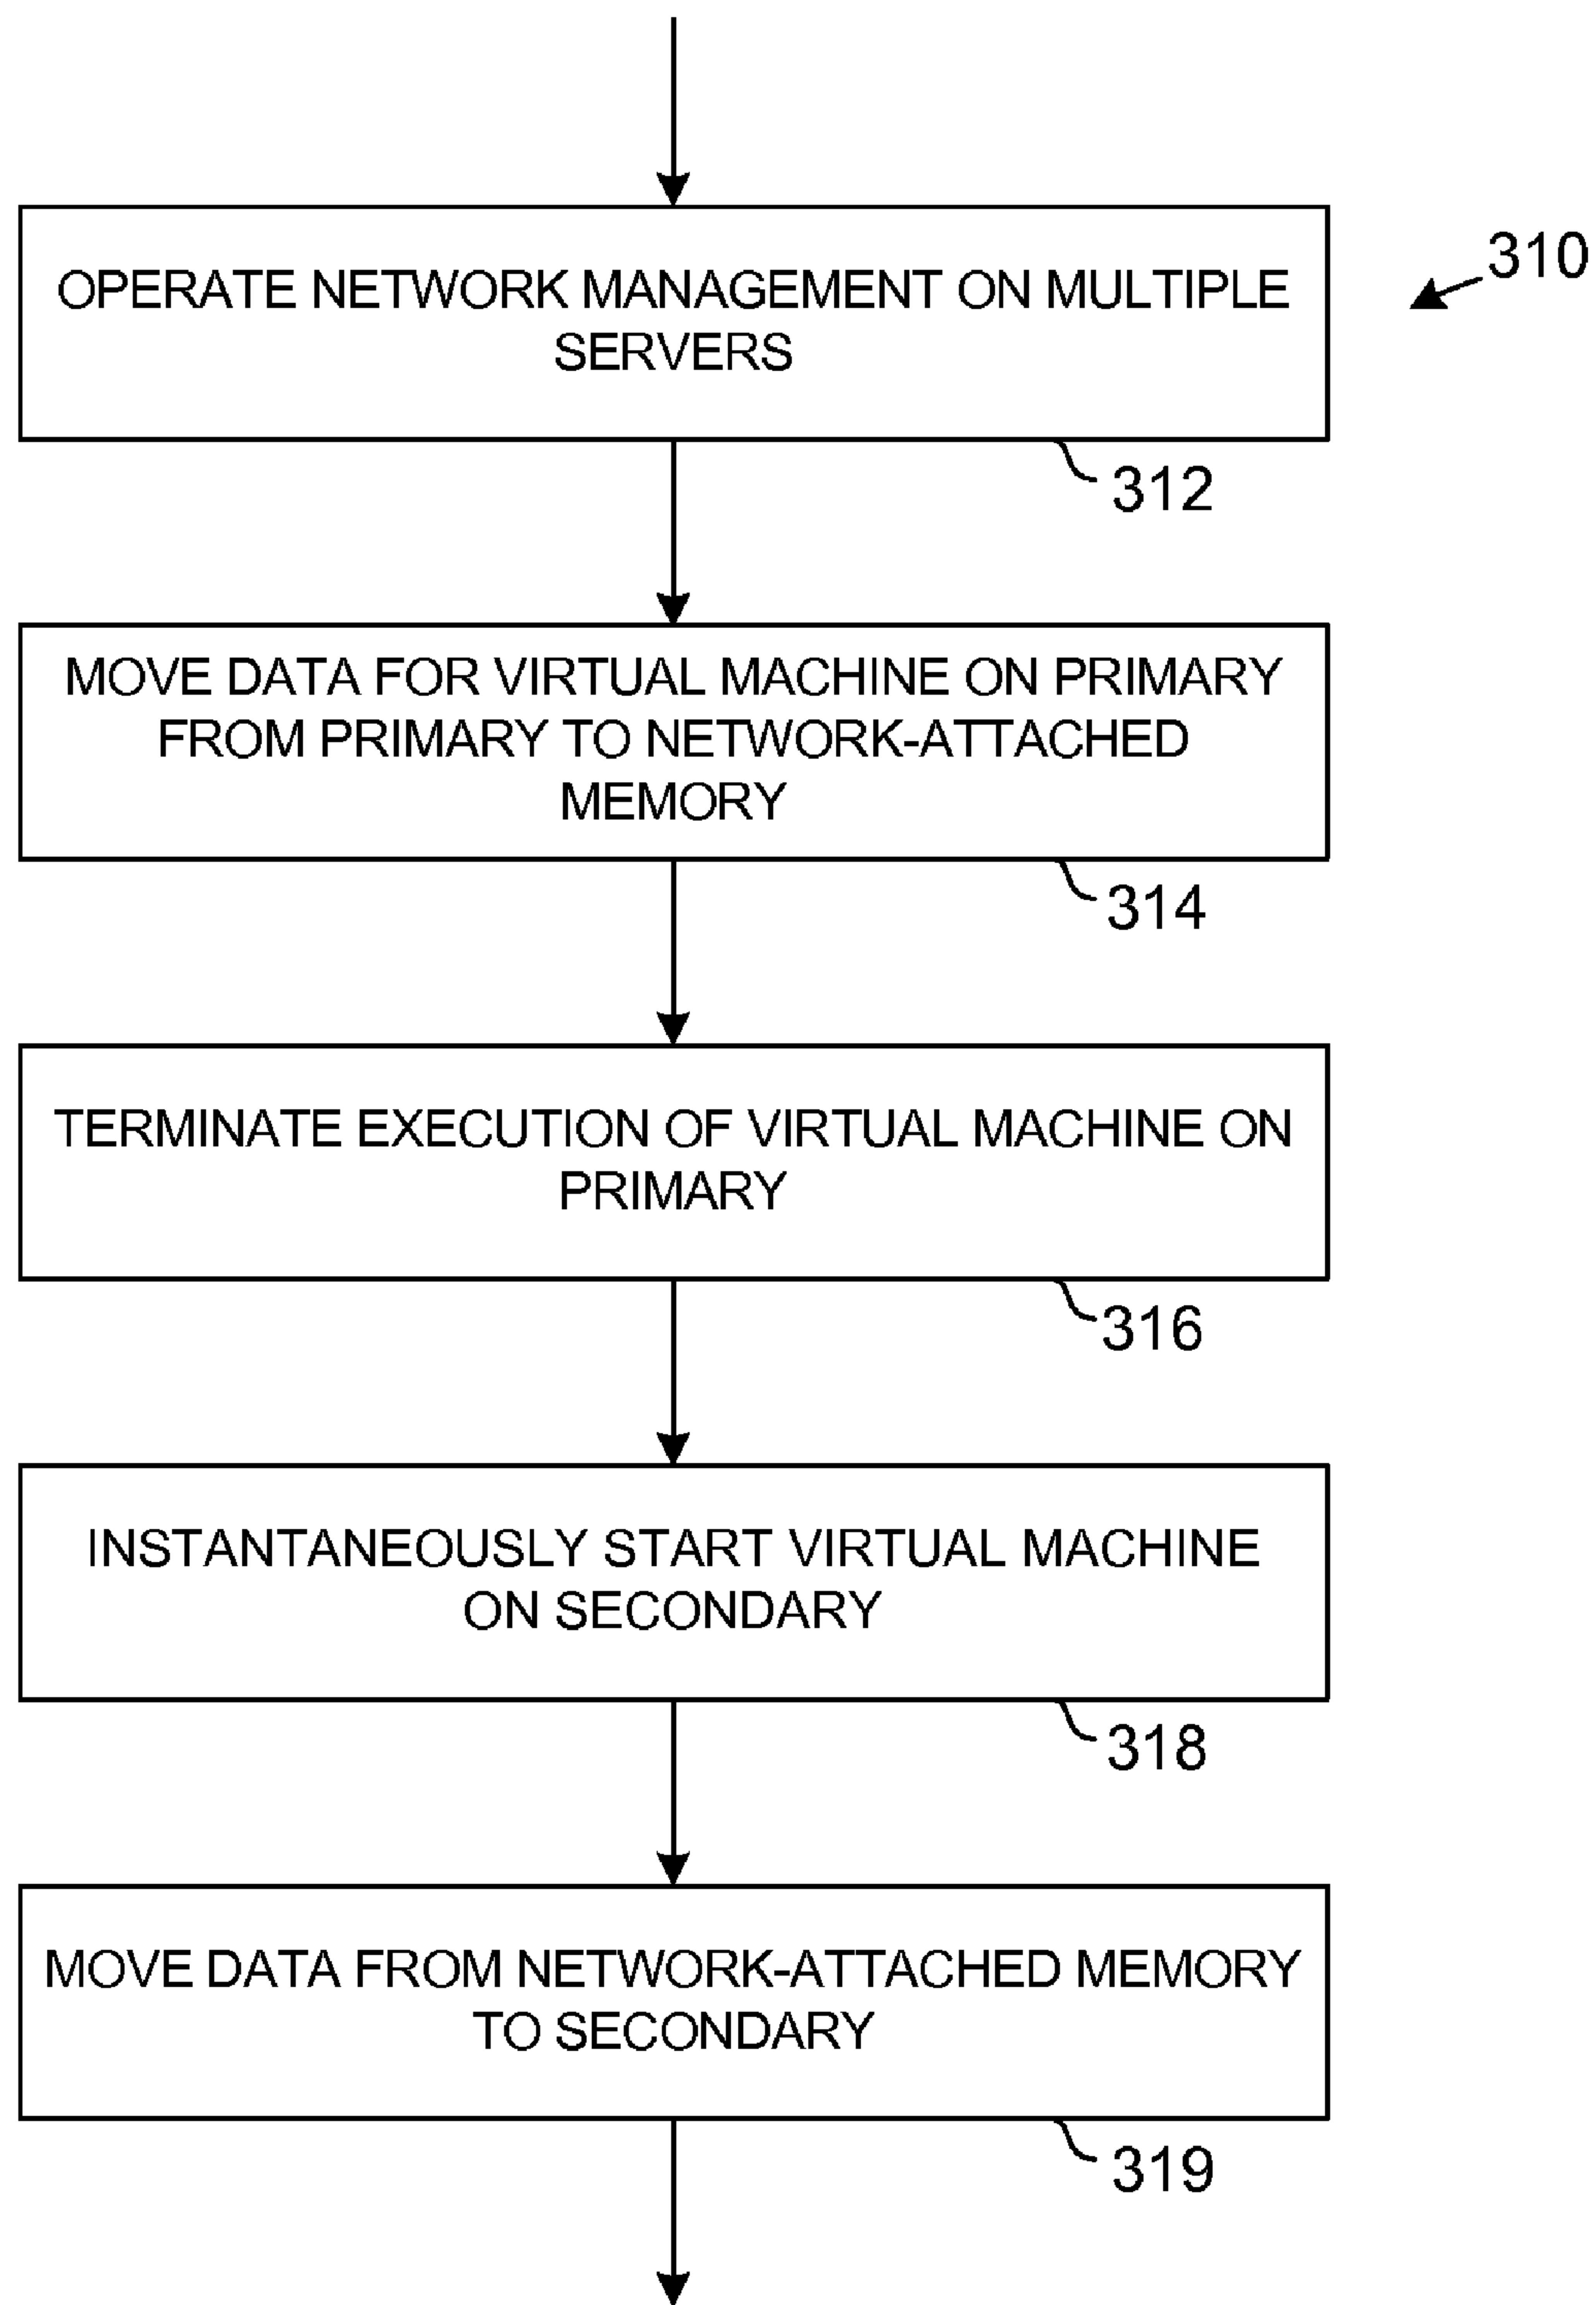 OPERATE NETWORK MANAGEMENT ON MULTIPLE
SERVERS
310
312
MOVE DATA FOR VIRTUAL MACHINE ON PRIMARY
FROM PRIMARY TO NETWORK-ATTACHED
MEMORY
314
TERMINATE EXECUTION OF VIRTUAL MACHINE ON
PRIMARY
316
INSTANTANEOUSLY START VIRTUAL MACHINE
ON SECONDARY
318
MOVE DATA FROM NETWORK-ATTACHED MEMORY
TO SECONDARY
319